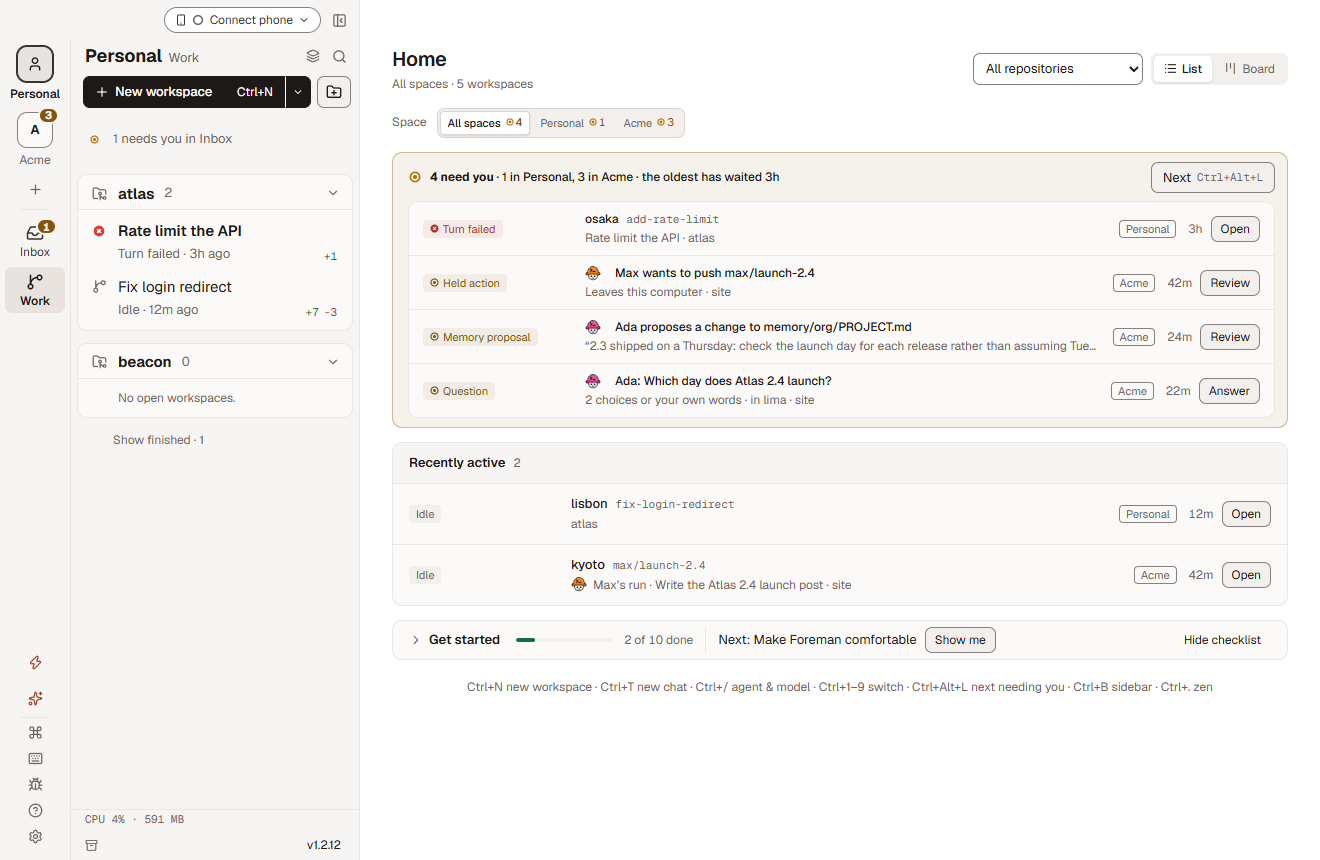 Connect phone
Personal
A
3
Acme
1
Inbox
Work
Personal Work
New workspace Ctrl+N
1 needs you in Inbox
atlas 2
Rate limit the API
Turn failed · 3h ago +1
Fix login redirect
Idle · 12m ago +7 -3
beacon 0
No open workspaces.
Show finished · 1
CPU 4% · 591 MB
v1.2.12
Home
All spaces · 5 workspaces
All repositories
List
Board
Space
All spaces 4
Personal 1
Acme 3
4 need you · 1 in Personal, 3 in Acme · the oldest has waited 3h
Next Ctrl+Alt+L
Turn failed
osaka add-rate-limit
Rate limit the API · atlas
Personal 3h Open
Held action
Max wants to push max/launch-2.4
Leaves this computer · site
Acme 42m Review
Memory proposal
Ada proposes a change to memory/org/PROJECT.md
“2.3 shipped on a Thursday: check the launch day for each release rather than assuming Tue…
Acme 24m Review
Question
Ada: Which day does Atlas 2.4 launch?
2 choices or your own words · in lima · site
Acme 22m Answer
Recently active 2
Idle
lisbon fix-login-redirect
atlas
Personal 12m Open
Idle
kyoto max/launch-2.4
Max's run · Write the Atlas 2.4 launch post · site
Acme 42m Open
Get started 2 of 10 done Next: Make Foreman comfortable Show me Hide checklist
Ctrl+N new workspace · Ctrl+T new chat · Ctrl+/ agent & model · Ctrl+1–9 switch · Ctrl+Alt+L next needing you · Ctrl+B sidebar · Ctrl+. zen